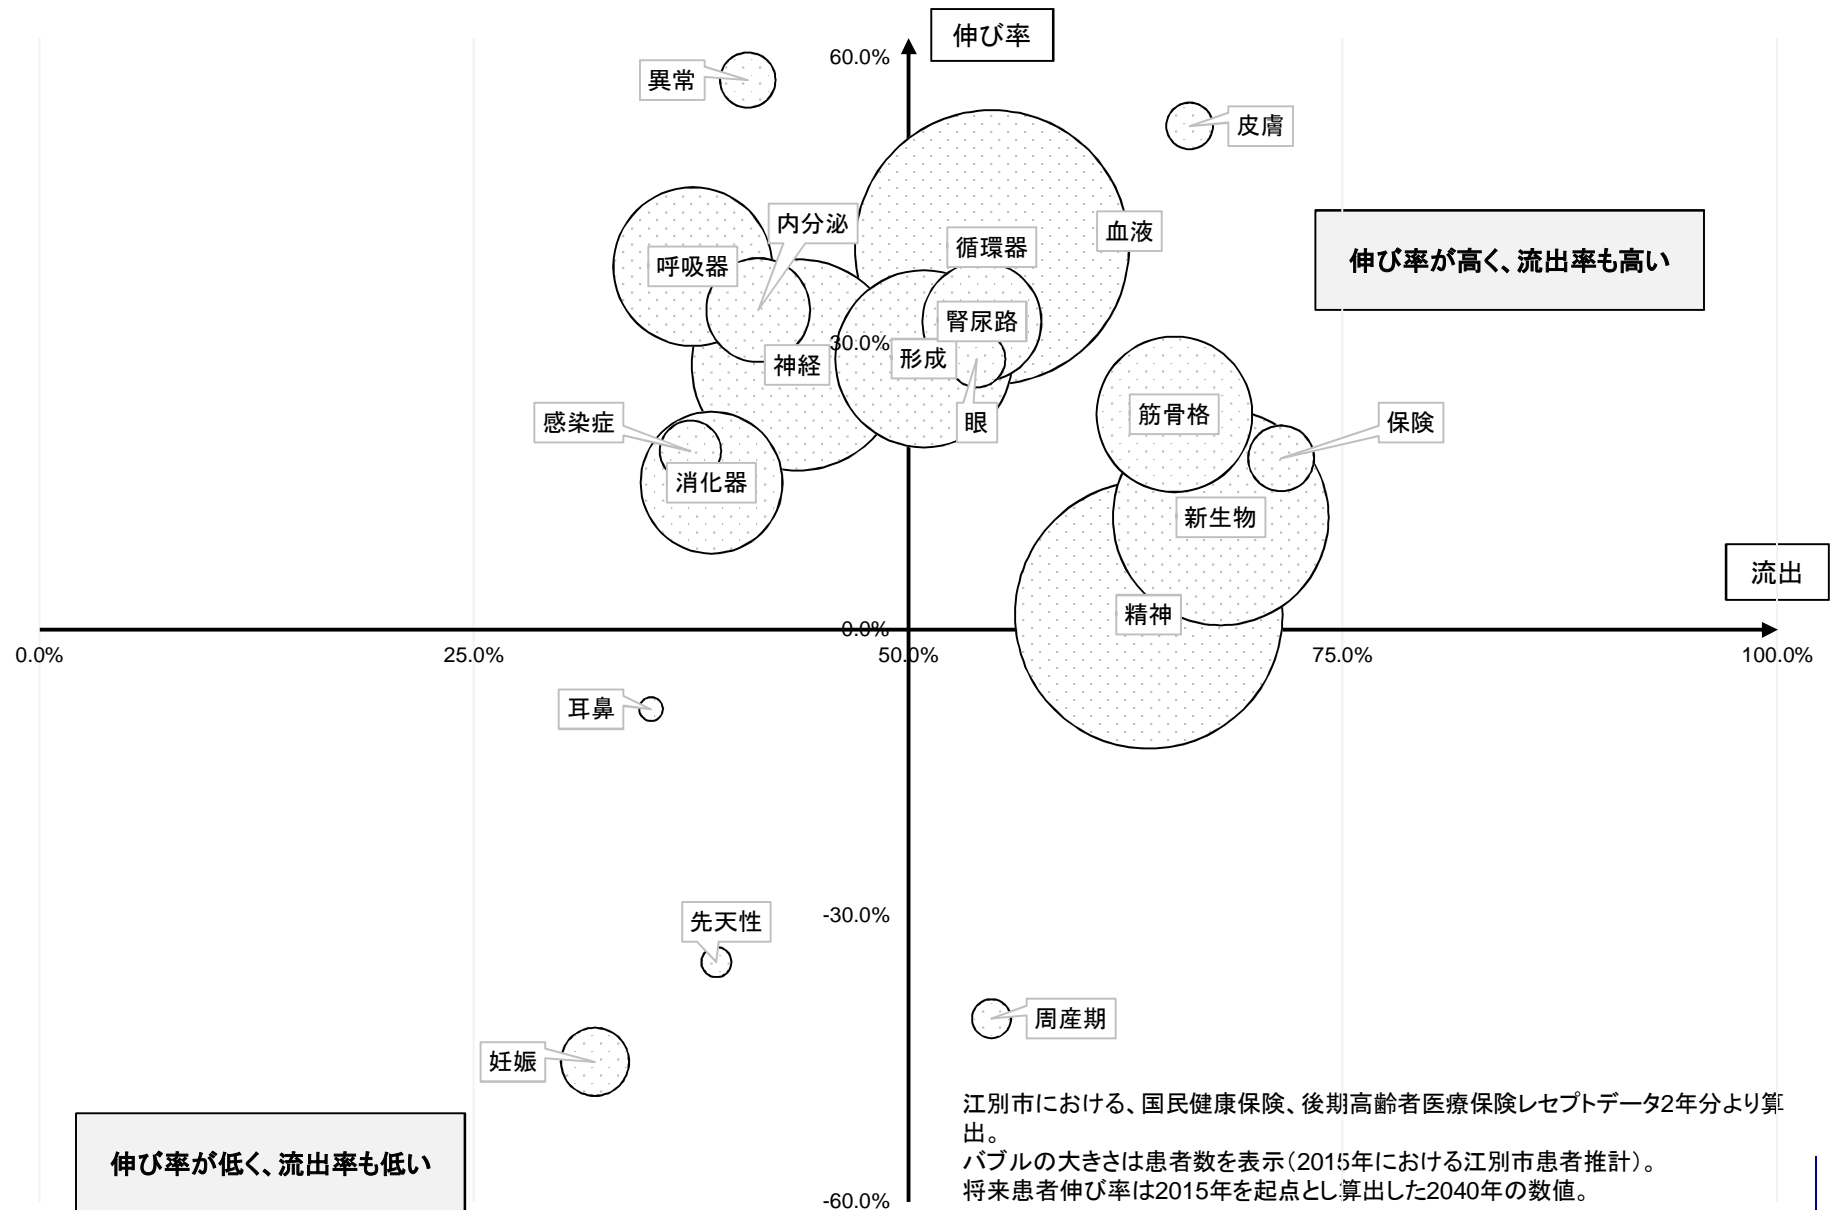 伸び率
60.0%
異常
皮膚
内分泌
血液
循環器
伸び率が高く、流出率も高い
呼吸器
腎尿路
30.0%
形成
神経
感染症
眼
筋骨格
保険
消化器
新生物
流出
精神
0.0%
0.0%
25.0%
50.0%
75.0%
100.0%
耳鼻
-30.0%
先天性
周産期
妊娠
江別市における、国民健康保険、後期高齢者医療保険レセプトデータ2年分より算
出。
伸び率が低く、流出率も低い
バブルの大きさは患者数を表示（2015年における江別市患者推計）。
将来患者伸び率は2015年を起点とし算出した2040年の数値。
-60.0%